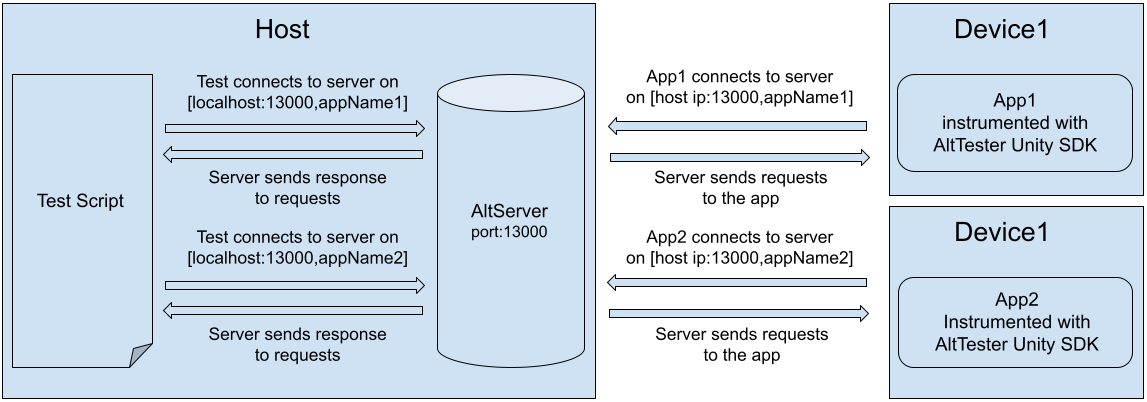 Host
Test Script
Test connects to server on
[localhost:13000,appName1]
Server sends response
to requests
Test connects to server on
[localhost:13000,appName2]
Server sends response
to requests
AltServer
port:13000
App1 connects to server
on [host ip:13000,appName1]
Server sends requests
to the app
App2 connects to server
on [host ip:13000,appName2]
Server sends requests
to the app
Device1
App1
instrumented with
AltTester Unity SDK
Device1
App2
Instrumented with
AltTester Unity SDK